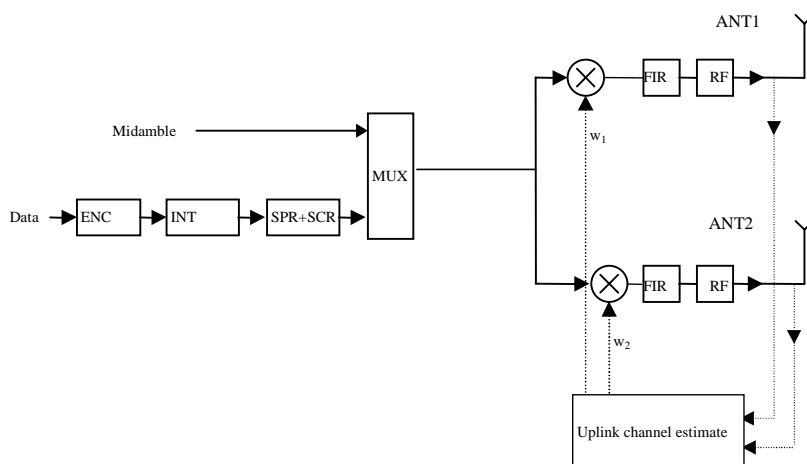 ANT1
FIR
RF
Midamble
w1
MUX
Data
ENC
INT
SPR+SCR
ANT2
FIR
RF
w2
Uplink channel estimate